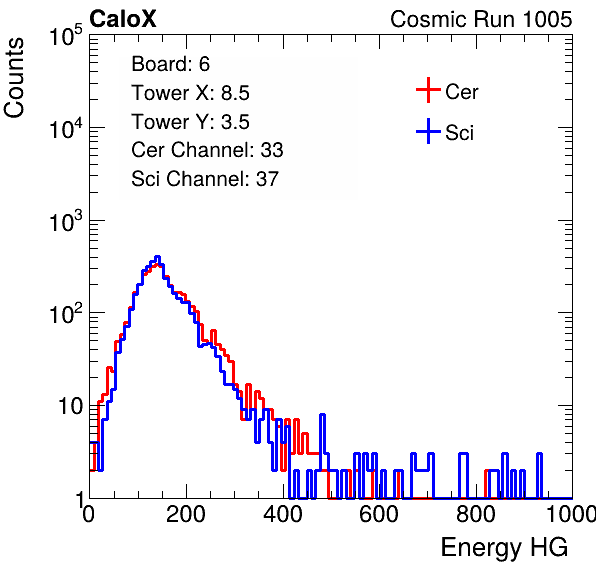 CaloX Cosmic Run 1005
Counts
10^5
10^4
10^3
10^2
10
1
Board: 6
Tower X: 8.5
Tower Y: 3.5
Cer Channel: 33
Sci Channel: 37
Cer
Sci
0 200 400 600 800 1000
Energy HG